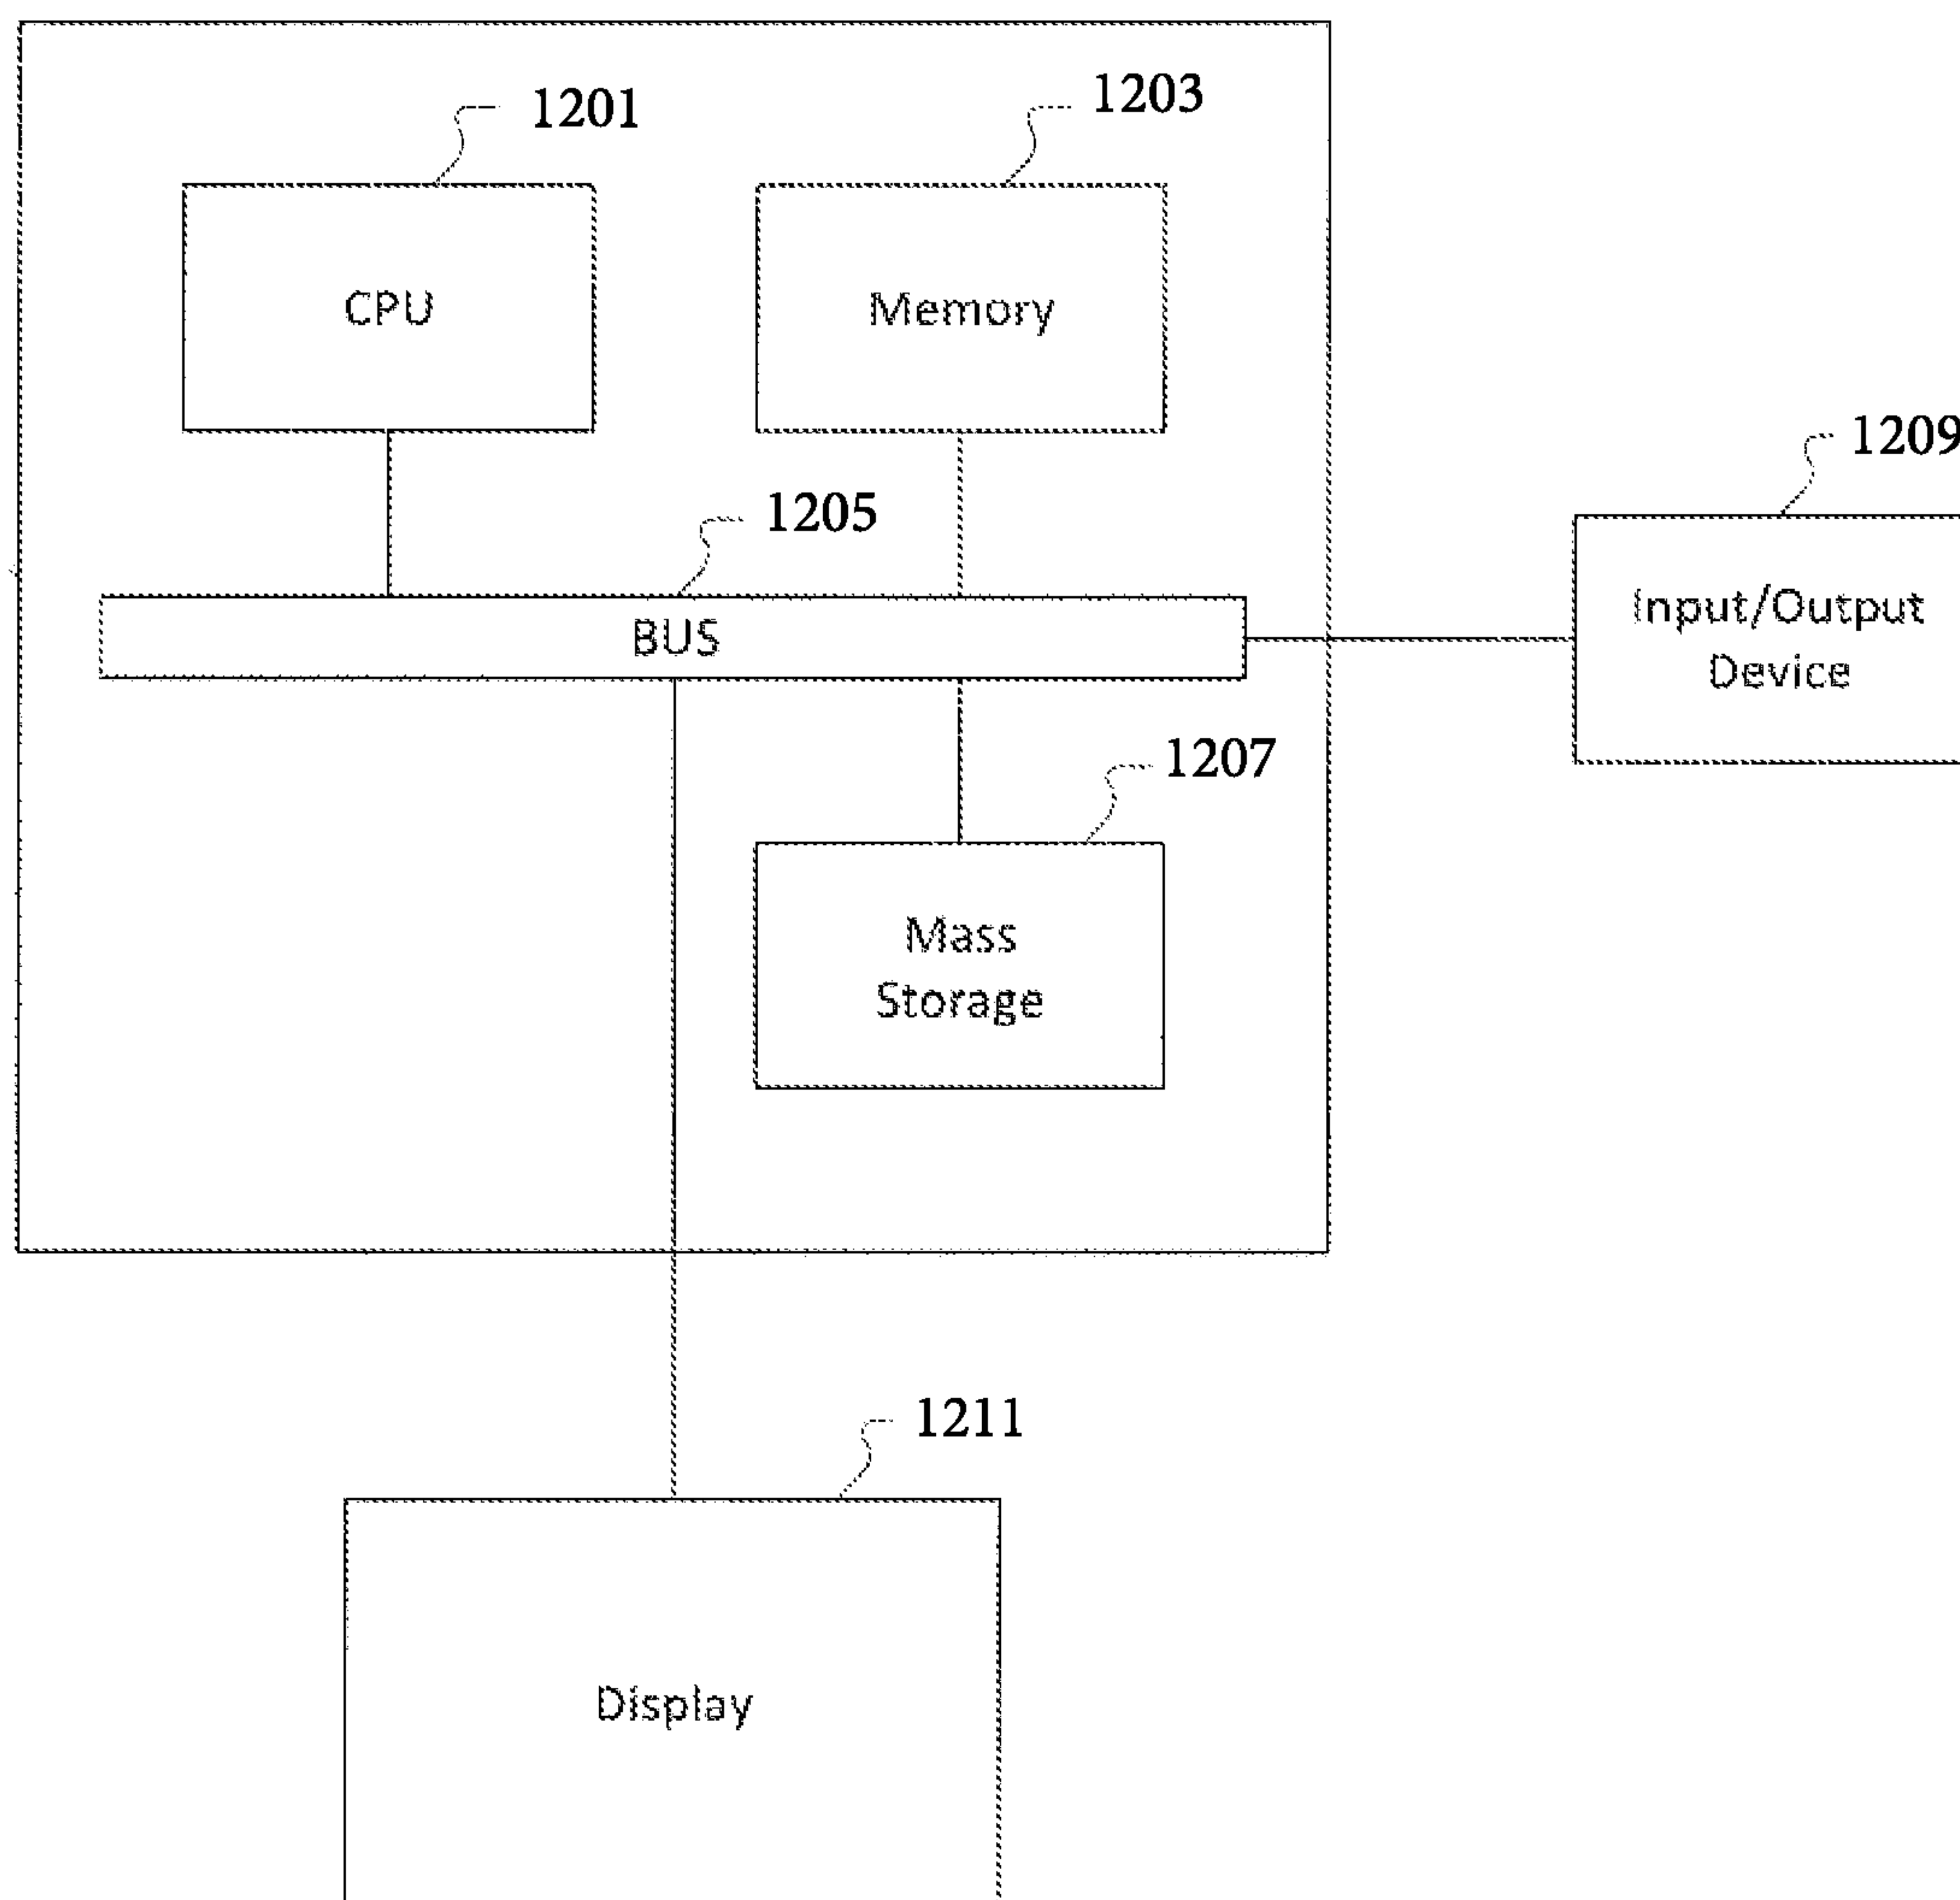 1201
1203
CPU
Memory
1209
1205
Input/Output
Device
BUS
1207
Mass
Storage
1211
Display